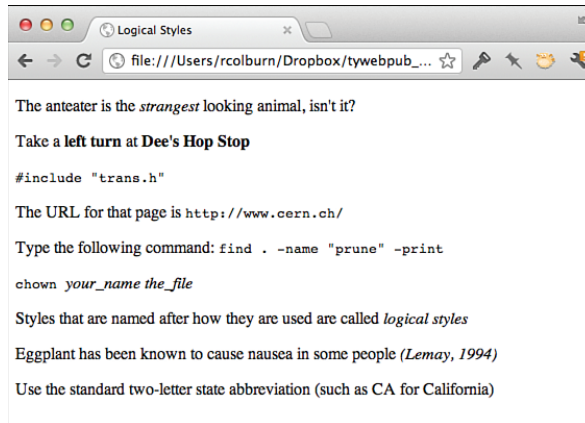 Logical Styles
file:///Users/rcolburn/Dropbox/tywebpub_...
The anteater is the strangest looking animal, isn't it?
Take a left turn at Dee's Hop Stop
#include "trans.h"
The URL for that page is http://www.cern.ch/
Type the following command: find . -name "prune" -print
chown your_name the_file
Styles that are named after how they are used are called logical styles
Eggplant has been known to cause nausea in some people (Lemay, 1994)
Use the standard two-letter state abbreviation (such as CA for California)